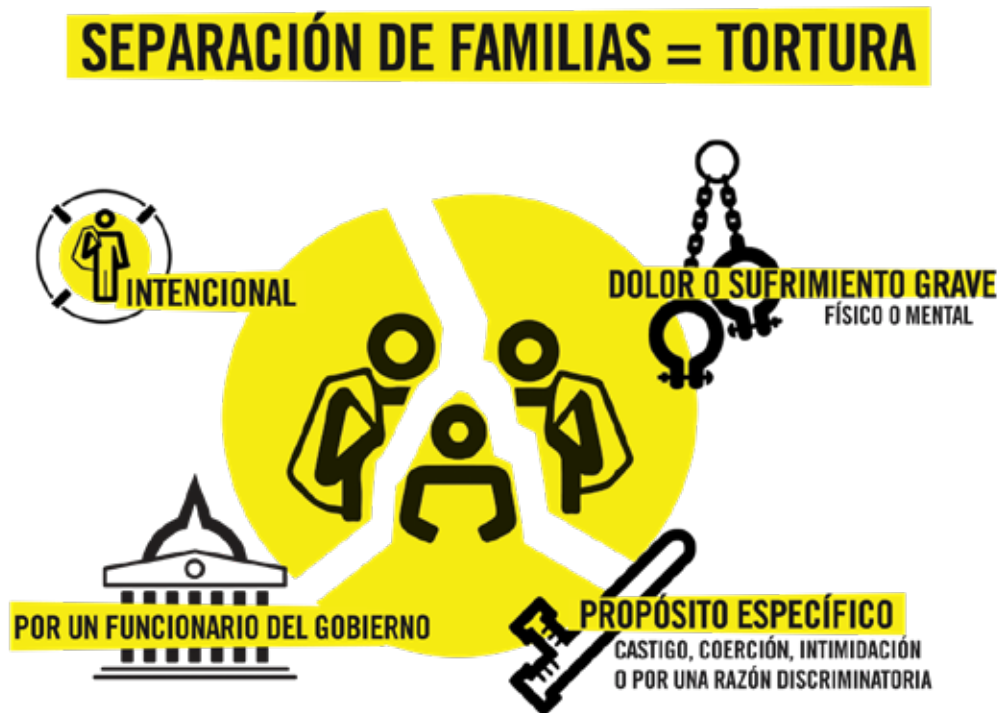 SEPARACIÓN DE FAMILIAS = TORTURA
INTENCIONAL
DOLOR O SUFRIMIENTO GRAVE
FÍSICO O MENTAL
POR UN FUNCIONARIO DEL GOBIERNO
PROPÓSITO ESPECÍFICO
CASTIGO, COERCIÓN, INTIMIDACIÓN
O POR UNA RAZÓN DISCRIMINATORIA